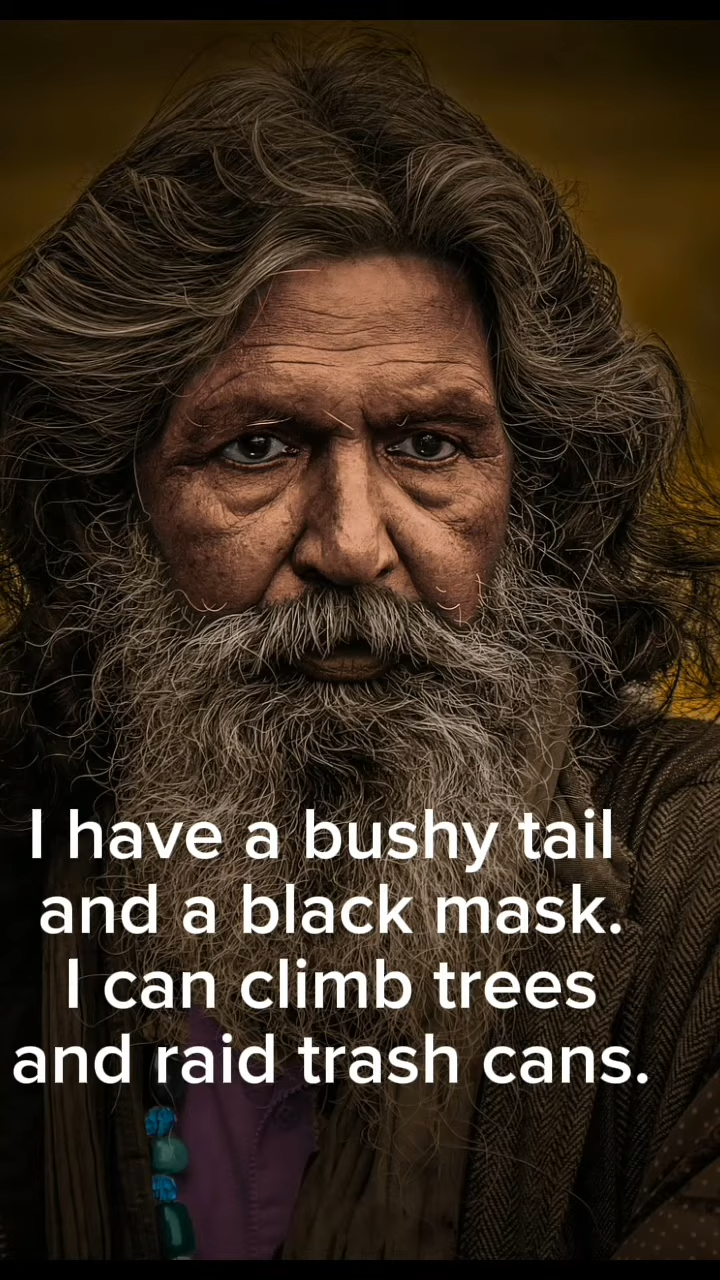 I have a bushy tail
and a black mask.
I can climb trees
and raid trash cans.